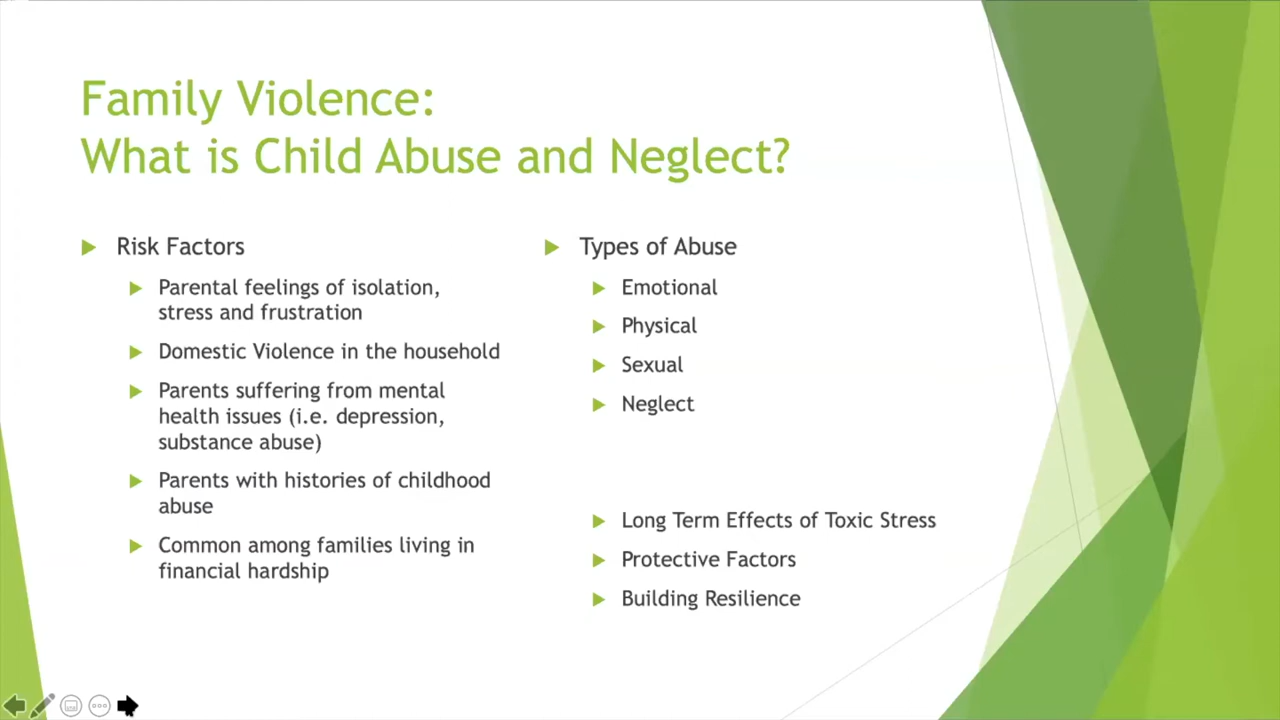 Family Violence:
What is Child Abuse and Neglect?
Risk Factors
Parental feelings of isolation,
stress and frustration
Domestic Violence in the household
Parents suffering from mental
health issues (i.e. depression,
substance abuse)
Parents with histories of childhood
abuse
Common among families living in
financial hardship
Types of Abuse
Emotional
Physical
Sexual
Neglect
Long Term Effects of Toxic Stress
Protective Factors
Building Resilience